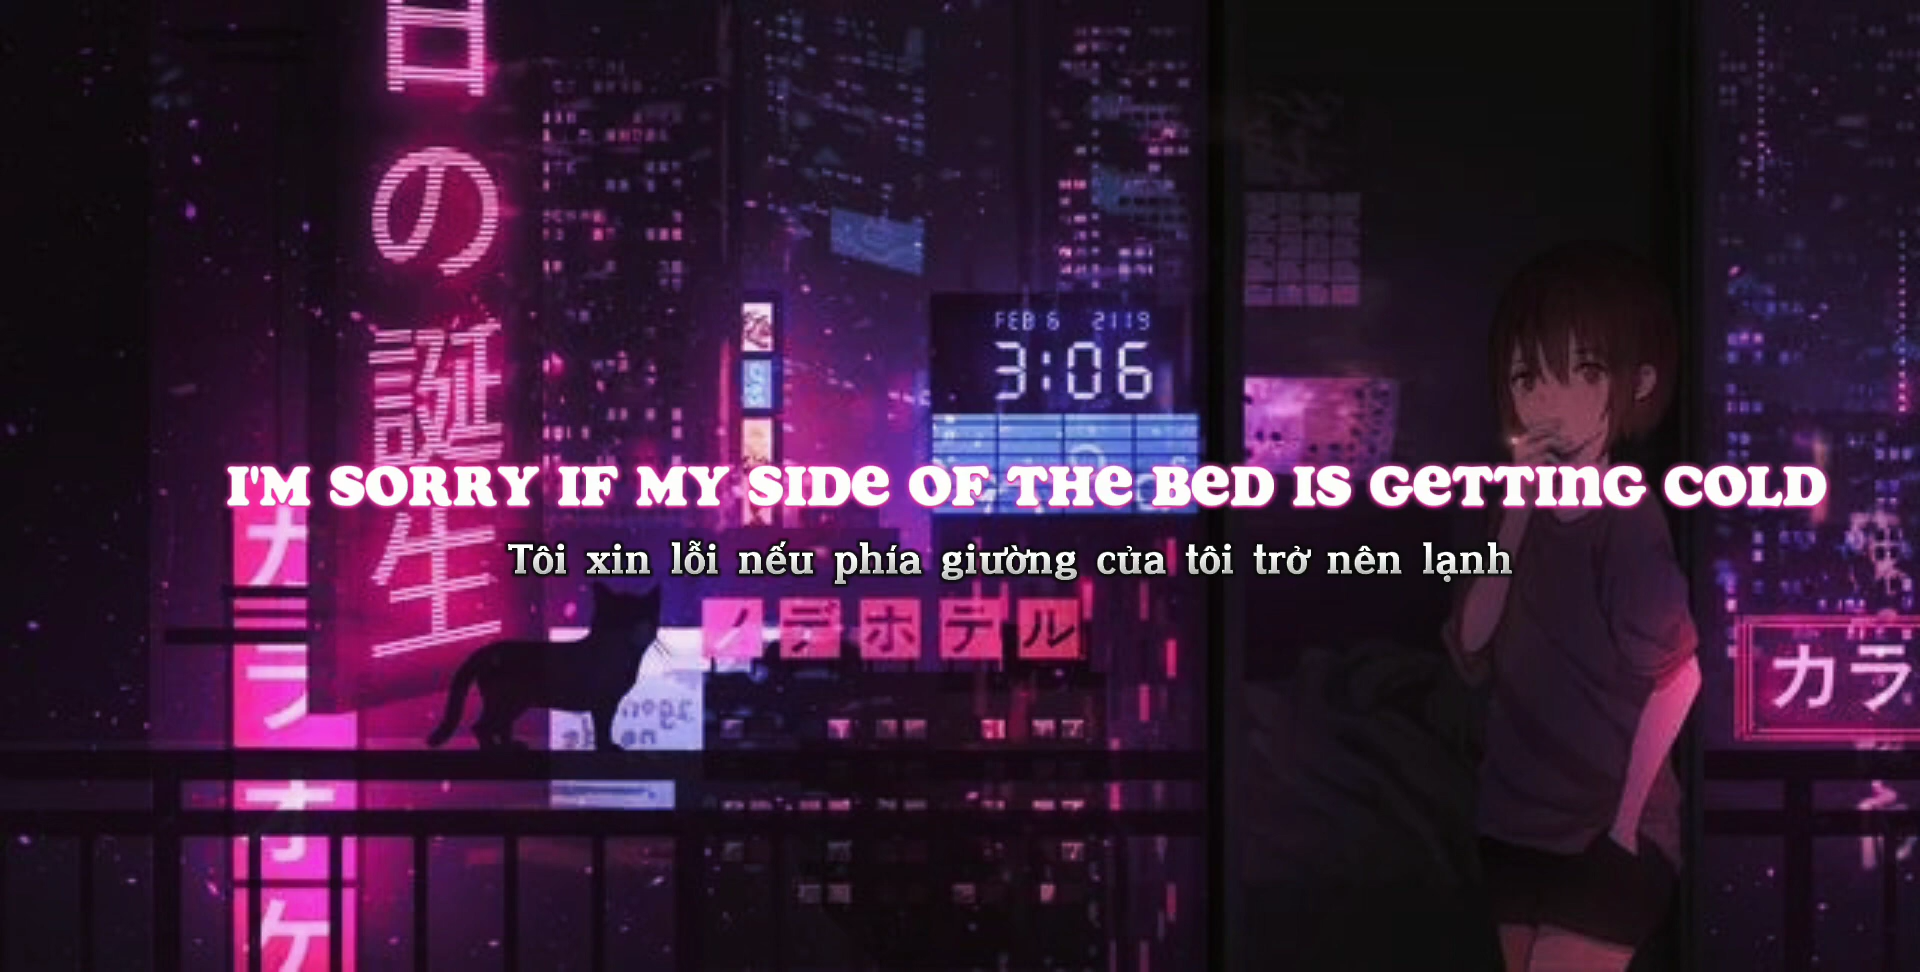 日の誕生
FEB 6 2119
3:06
I'M SORRY IF MY SIDE OF THE BED IS GETTING COLD
Tôi xin lỗi nếu phía giường của tôi trở nên lạnh
カラオケ
ノデホテル
カラ